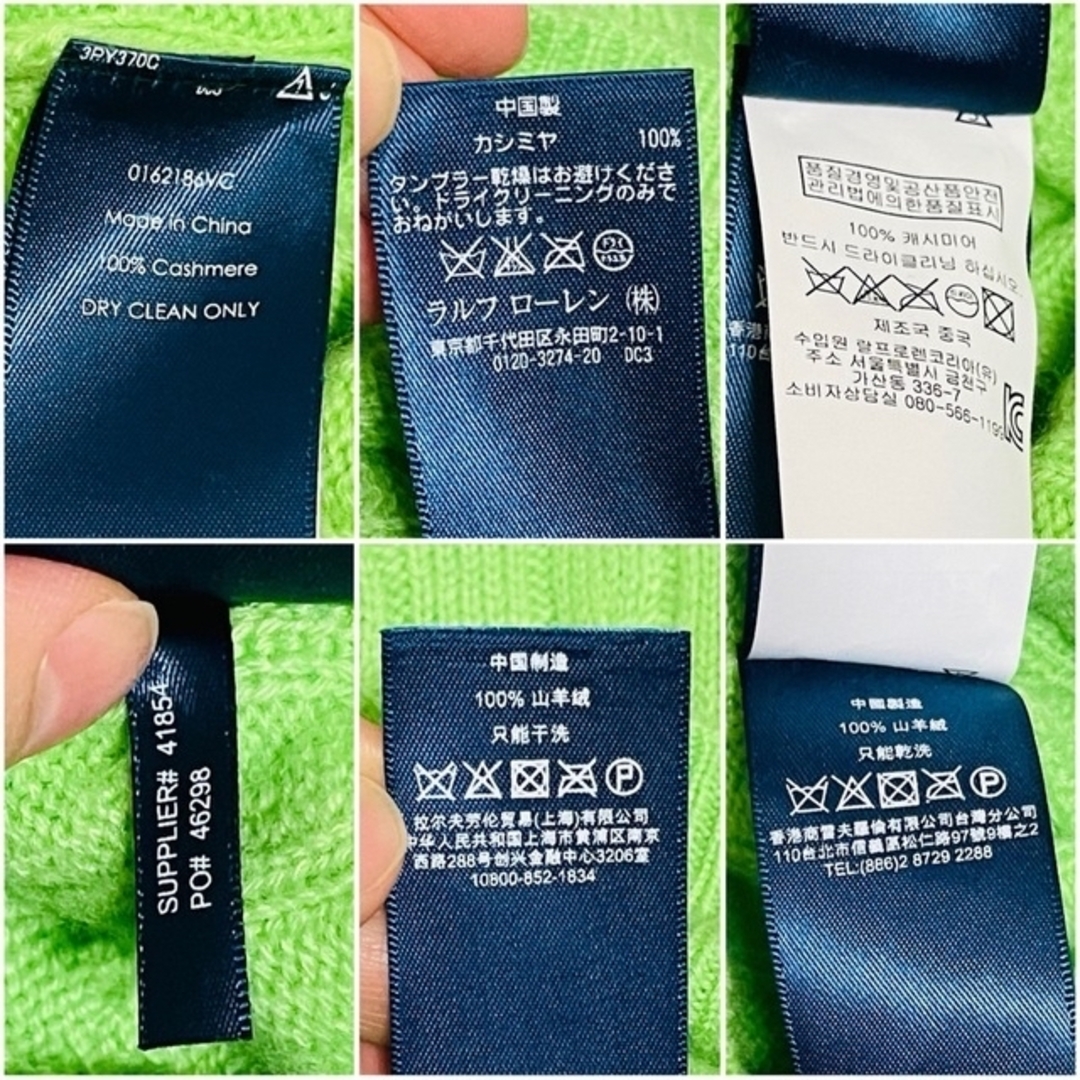 3PY370C
0162186VC
Made in China
100% Cashmere
DRY CLEAN ONLY
中国製
カシミヤ 100%
タンブラー乾燥はお避けくださ
い。ドライクリーニングのみで
おねがいします。
ドライ
ラルフ ローレン (株)
東京都千代田区永田町2-10-1
0120-3274-20 DC3
품질경영및공산품안전
관리법에의한품질표시
100% 캐시미어
반드시 드라이클리닝 하십시오.
제조국 중국
수입원 랄프로렌코리아(유)
주소 서울특별시 금천구
가산동 336-7
소비자상담실 080-566-1199
香港
110台
SUPPLIER# 41854
PO# 46298
中国制造
100% 山羊绒
只能干洗
P
拉尔夫劳伦贸易(上海)有限公司
中华人民共和国上海市黄浦区南京
西路288号创兴金融中心3206室
10800-852-1834
中國製造
100% 山羊絨
只能乾洗
P
香港商雷夫羅倫有限公司台灣分公司
110台北市信義區松仁路97號9樓之2
TEL:(886)2 8729 2288